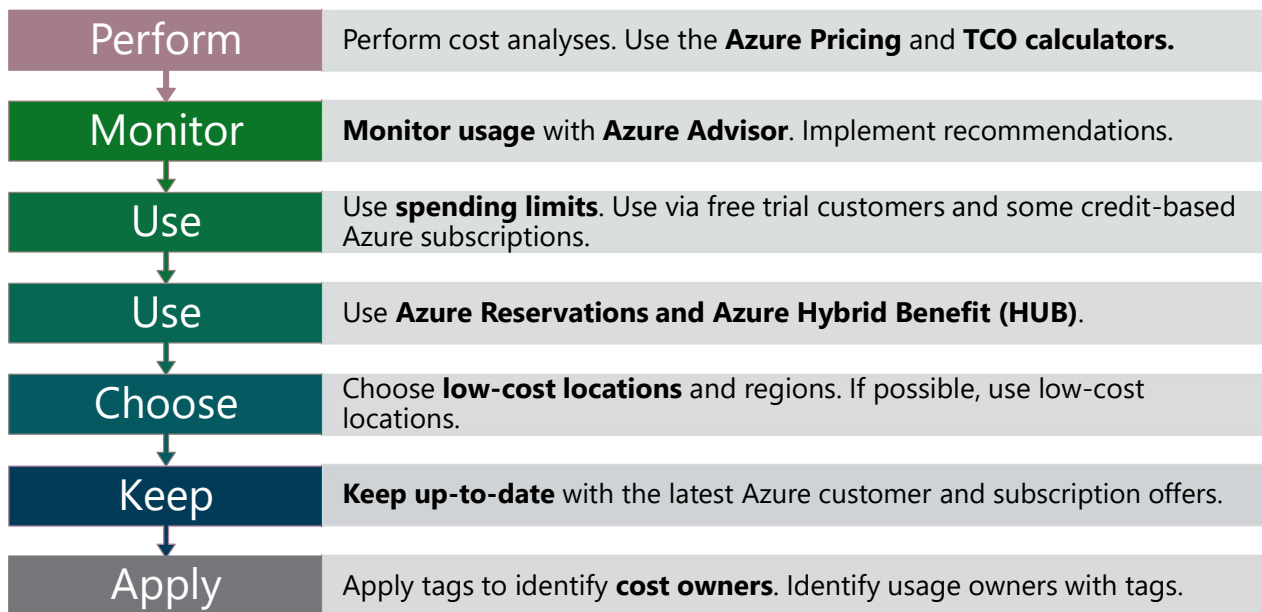 Perform
Perform cost analyses. Use the Azure Pricing and TCO calculators.
Monitor
Monitor usage with Azure Advisor. Implement recommendations.
Use
Use spending limits. Use via free trial customers and some credit-based
Azure subscriptions.
Use
Use Azure Reservations and Azure Hybrid Benefit (HUB).
Choose
Choose low-cost locations and regions. If possible, use low-cost
locations.
Keep
Keep up-to-date with the latest Azure customer and subscription offers.
Apply
Apply tags to identify cost owners. Identify usage owners with tags.